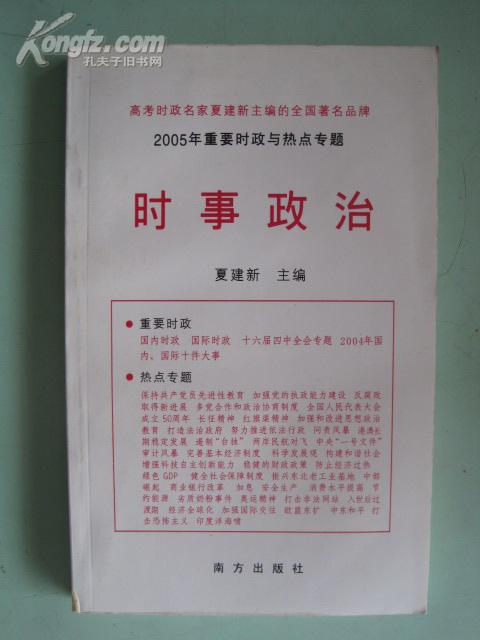 Kongfz.com
孔夫子旧书网
高考时政名家夏建新主编的全国著名品牌
2005年重要时政与热点专题
时事政治
夏建新 主编
● 重要时政
国内时政 国际时政 十六届四中全会专题 2004年国
内、国际十件大事
● 热点专题
保持共产党员先进性教育 加强党的执政能力建设 反腐败
取得新进展 多党合作和政治协商制度 全国人民代表大会
成立50周年 长征精神 红旗渠精神 加强和改进思想政治
教育 打造法治政府 努力推进依法行政 问责风暴 港澳长
期稳定发展 遏制“台独” 两岸民航对飞 中央“一号文件”
审计风暴 完善基本经济制度 科学发展观 构建和谐社会
增强科技自主创新能力 稳健的财政政策 防止经济过热
绿色GDP 健全社会保障制度 振兴东北老工业基地 中部
崛起 商业银行改革 加息 安全生产 消费水平提高 节
约能源 劣质奶粉事件 奥运精神 打击非法网站 入世后过
渡期 经济全球化 加强国际交往 欧盟东扩 中东和平 打
击恐怖主义 印度洋海啸
南方出版社